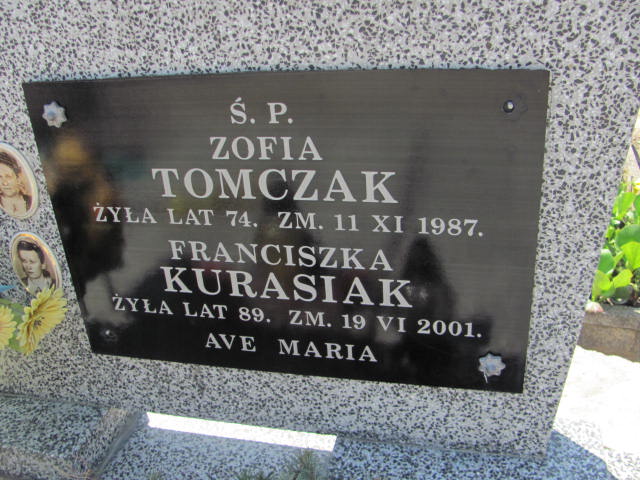 Ś. P.
ZOFIA
TOMCZAK
ŻYŁA LAT 74. ZM. 11 XI 1987.
FRANCISZKA
KURASIAK
ŻYŁA LAT 89. ZM. 19 VI 2001.
AVE MARIA